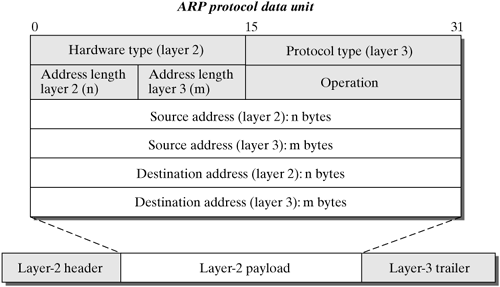 ARP protocol data unit
0 15 31
Hardware type (layer 2) Protocol type (layer 3)
Address length Address length
layer 2 (n) layer 3 (m) Operation
Source address (layer 2): n bytes
Source address (layer 3): m bytes
Destination address (layer 2): n bytes
Destination address (layer 3): m bytes
Layer-2 header Layer-2 payload Layer-3 trailer